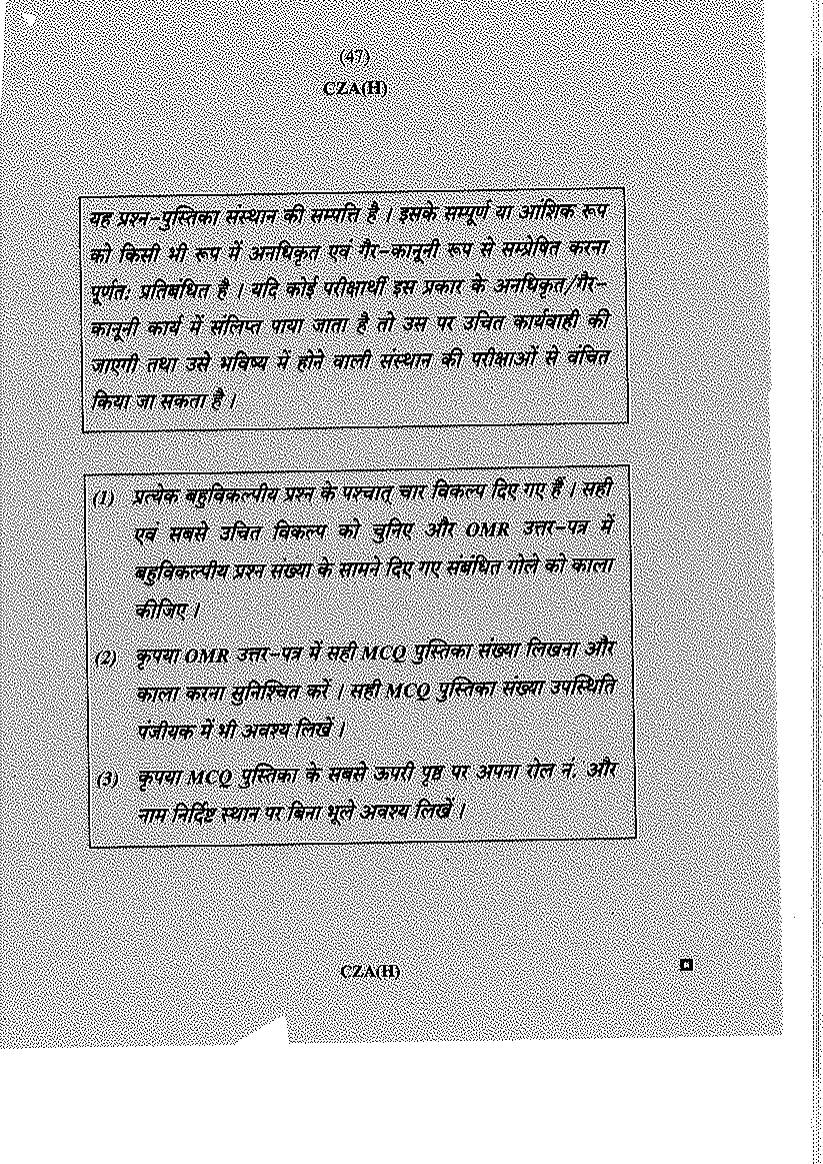 (47)
CZA(H)
यह प्रश्न-पुस्तिका संस्थान की सम्पत्ति है । इसके सम्पूर्ण या आंशिक रूप
को किसी भी रूप में अनधिकृत एवं गैर-कानूनी रूप से सम्प्रेषित करना
पूर्णत: प्रतिबंधित है । यदि कोई परीक्षार्थी इस प्रकार के अनधिकृत/गैर-
कानूनी कार्य में संलिप्त पाया जाता है तो उस पर उचित कार्यवाही की
जाएगी तथा उसे भविष्य में होने वाली संस्थान की परीक्षाओं से वंचित
किया जा सकता है ।
(1) प्रत्येक बहुविकल्पीय प्रश्न के पश्चात् चार विकल्प दिए गए हैं । सही
एवं सबसे उचित विकल्प को चुनिए और OMR उत्तर-पत्र में
बहुविकल्पीय प्रश्न संख्या के सामने दिए गए संबंधित गोले को काला
कीजिए ।
(2) कृपया OMR उत्तर-पत्र में सही MCQ पुस्तिका संख्या लिखना और
काला करना सुनिश्चित करें । सही MCQ पुस्तिका संख्या उपस्थिति
पंजीयक में भी अवश्य लिखें ।
(3) कृपया MCQ पुस्तिका के सबसे ऊपरी पृष्ठ पर अपना रोल नं. और
नाम निर्दिष्ट स्थान पर बिना भूले अवश्य लिखें ।
CZA(H)